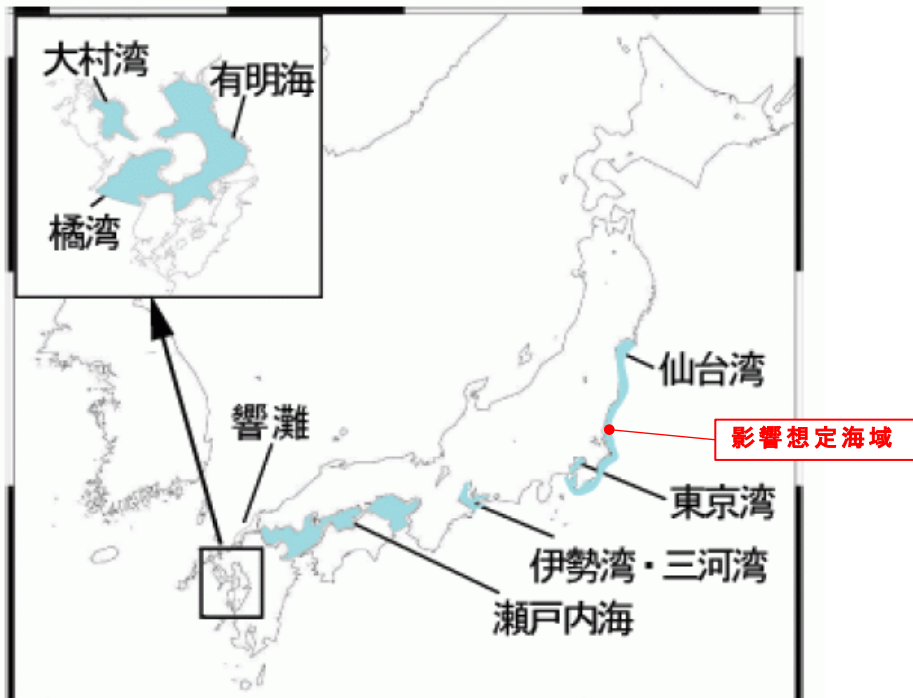 大村湾
有明海
橘湾
仙台湾
影響想定海域
響灘
東京湾
伊勢湾・三河湾
瀬戸内海